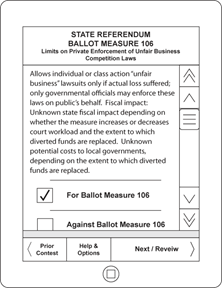 STATE REFERENDUM
BALLOT MEASURE 106
Limits on Private Enforcement of Unfair Business
Competition Laws
Allows individual or class action "unfair
business" lawsuits only if actual loss suffered;
only governmental officials may enforce these
laws on public's behalf. Fiscal impact:
Unknown state fiscal impact depending on
whether the measure increases or decreases
court workload and the extent to which
diverted funds are replaced. Unknown
potential costs to local governments,
depending on the extent to which diverted
funds are replaced.
For Ballot Measure 106
Against Ballot Measure 106
Prior
Contest
Help &
Options
Next / Reveiw